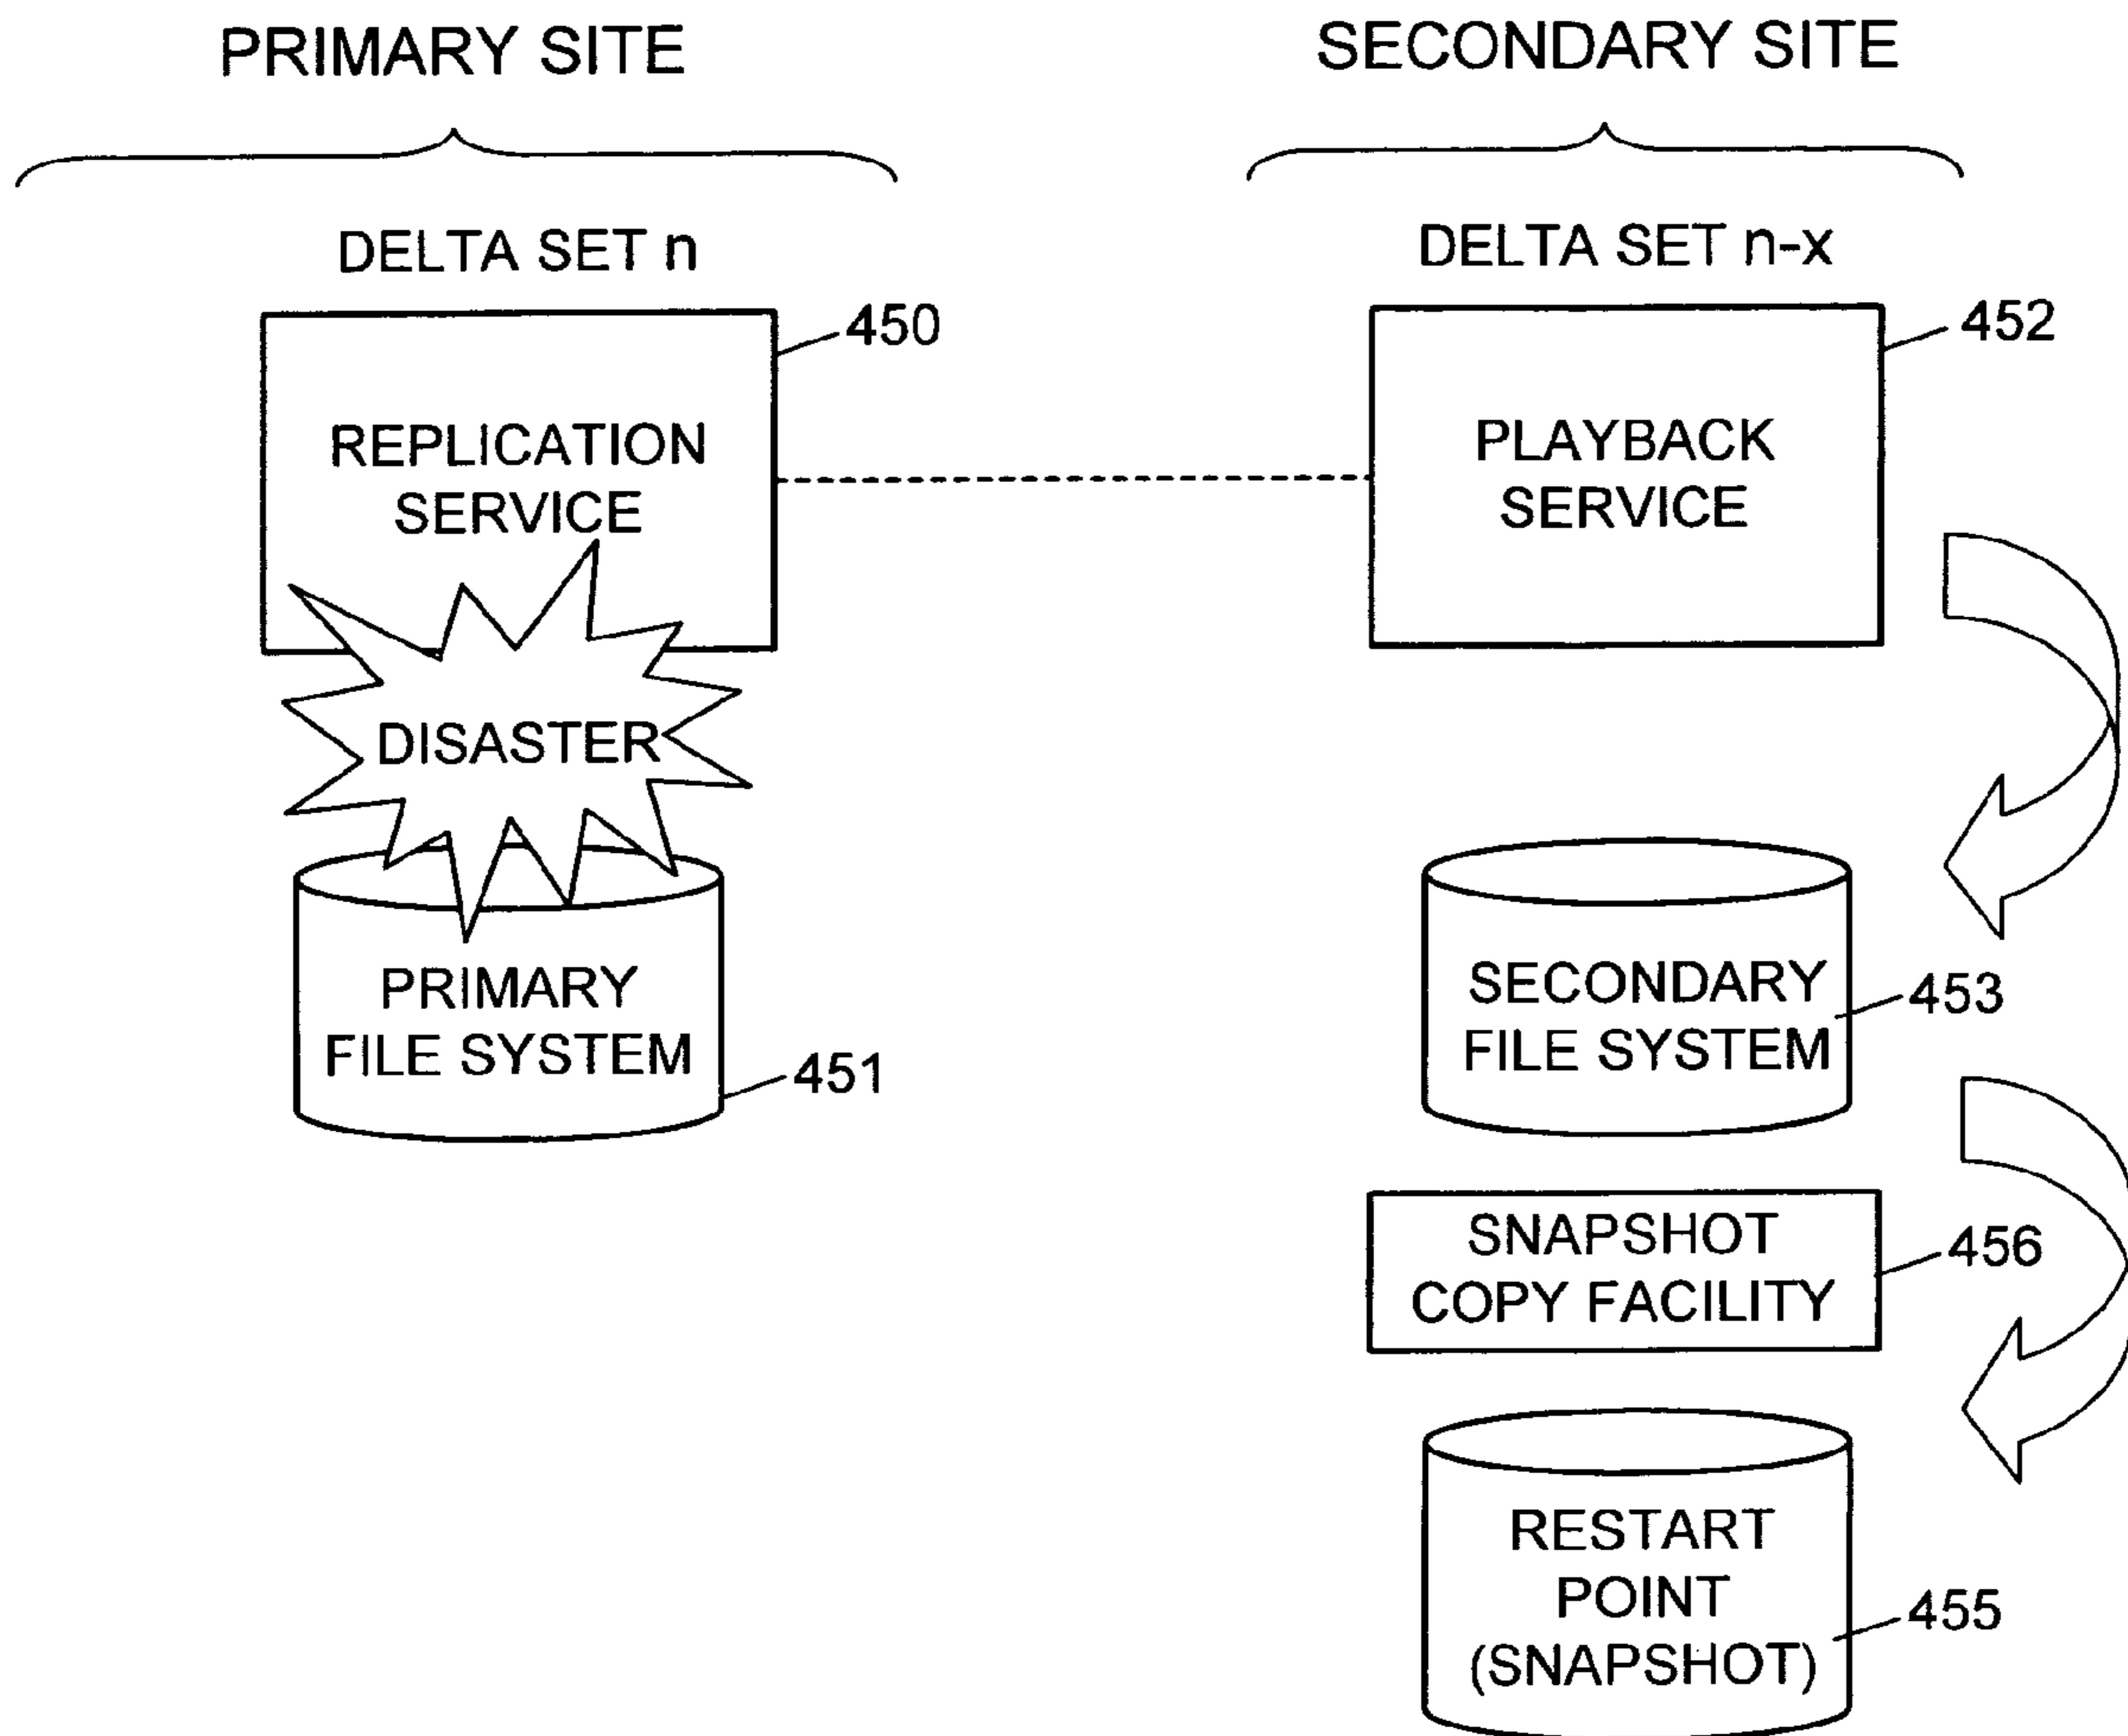 PRIMARY SITE
DELTA SET n
450
REPLICATION
SERVICE
DISASTER
PRIMARY
FILE SYSTEM
451
SECONDARY SITE
DELTA SET n-x
452
PLAYBACK
SERVICE
SECONDARY
FILE SYSTEM
453
SNAPSHOT
COPY FACILITY
456
RESTART
POINT
(SNAPSHOT)
455